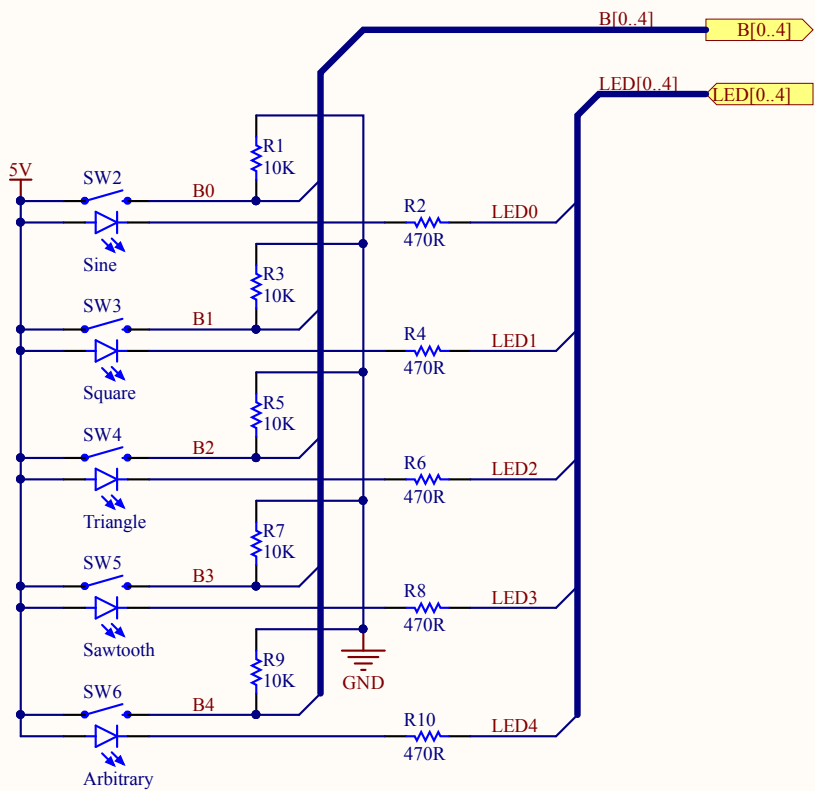 B[0..4]
B[0..4]
LED[0..4]
LED[0..4]
5V
R1
10K
SW2
B0
R2
LED0
470R
Sine
R3
10K
SW3
B1
R4
LED1
470R
Square
R5
10K
SW4
B2
R6
LED2
470R
Triangle
R7
10K
SW5
B3
R8
LED3
470R
Sawtooth
R9
10K
GND
SW6
B4
R10
LED4
470R
Arbitrary